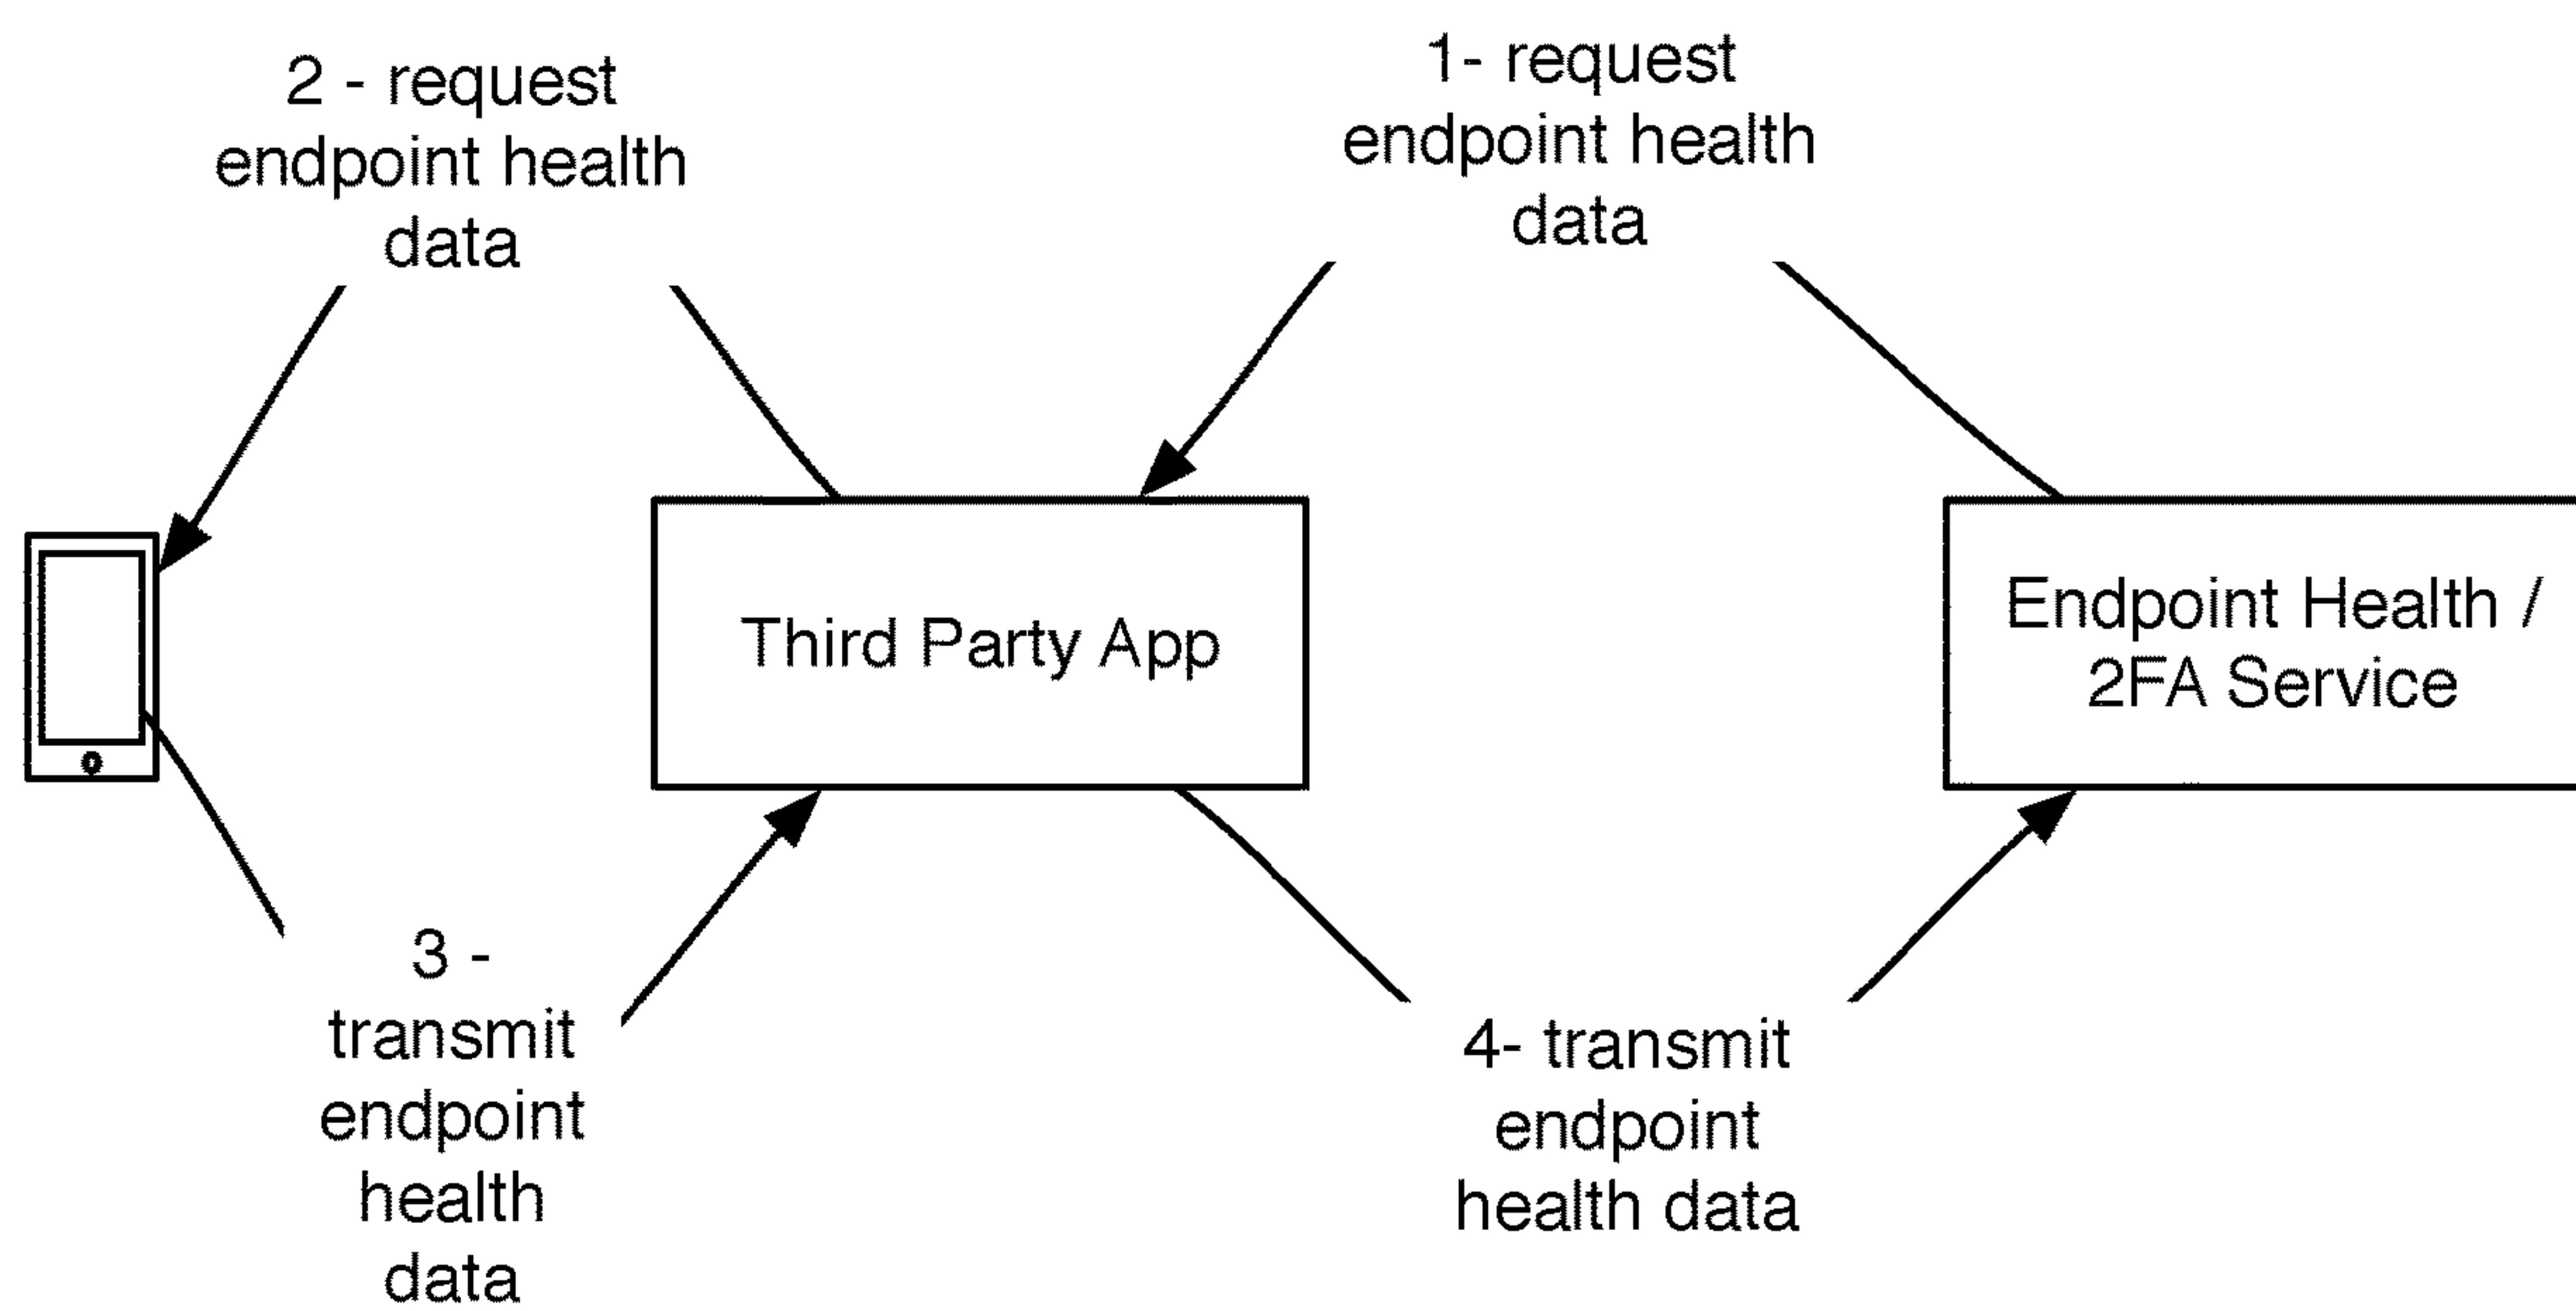 2 - request
endpoint health
data
1- request
endpoint health
data
Third Party App
Endpoint Health /
2FA Service
3 -
transmit
endpoint
health
data
4- transmit
endpoint
health data